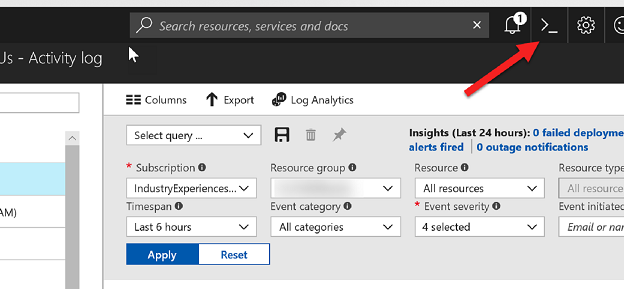 Search resources, services and docs
1
Us - Activity log
Columns Export Log Analytics
Select query ...
Insights (Last 24 hours): 0 failed deployme
alerts fired | 0 outage notifications
* Subscription Resource group Resource Resource type
IndustryExperiences... All resources All resource
AM)
Timespan Event category * Event severity Event initiated
Last 6 hours All categories 4 selected Email or nam
Apply Reset